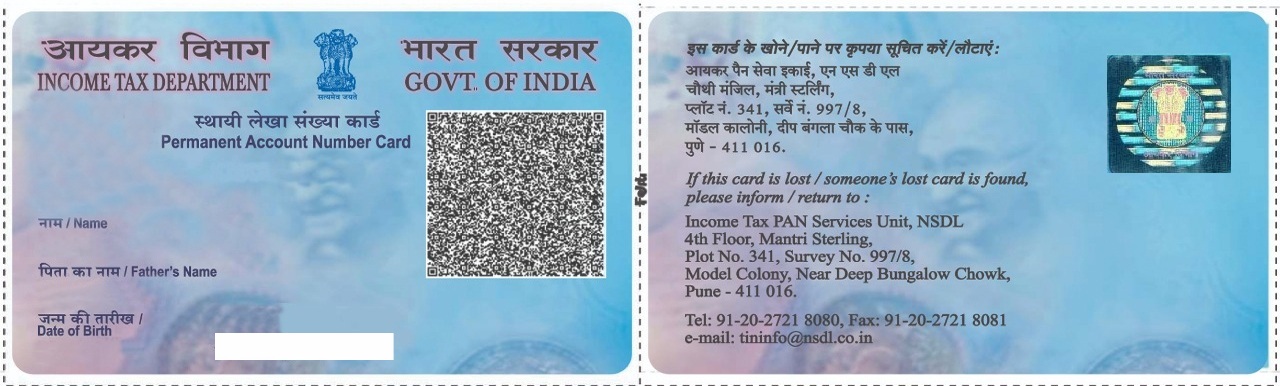 आयकर विभाग
INCOME TAX DEPARTMENT
सत्यमेव जयते
भारत सरकार
GOVT. OF INDIA
स्थायी लेखा संख्या कार्ड
Permanent Account Number Card
नाम / Name
पिता का नाम / Father's Name
जन्म की तारीख /
Date of Birth
Fold
इस कार्ड के खोने/पाने पर कृपया सूचित करें/लौटाएं :
आयकर पैन सेवा इकाई, एन एस डी एल
चौथी मंजिल, मंत्री स्टर्लिंग,
प्लॉट नं. 341, सर्वे नं. 997/8,
मॉडल कालोनी, दीप बंगला चौक के पास,
पुणे - 411 016.
If this card is lost / someone's lost card is found,
please inform / return to :
Income Tax PAN Services Unit, NSDL
4th Floor, Mantri Sterling,
Plot No. 341, Survey No. 997/8,
Model Colony, Near Deep Bungalow Chowk,
Pune - 411 016.
Tel: 91-20-2721 8080, Fax: 91-20-2721 8081
e-mail: tininfo@nsdl.co.in